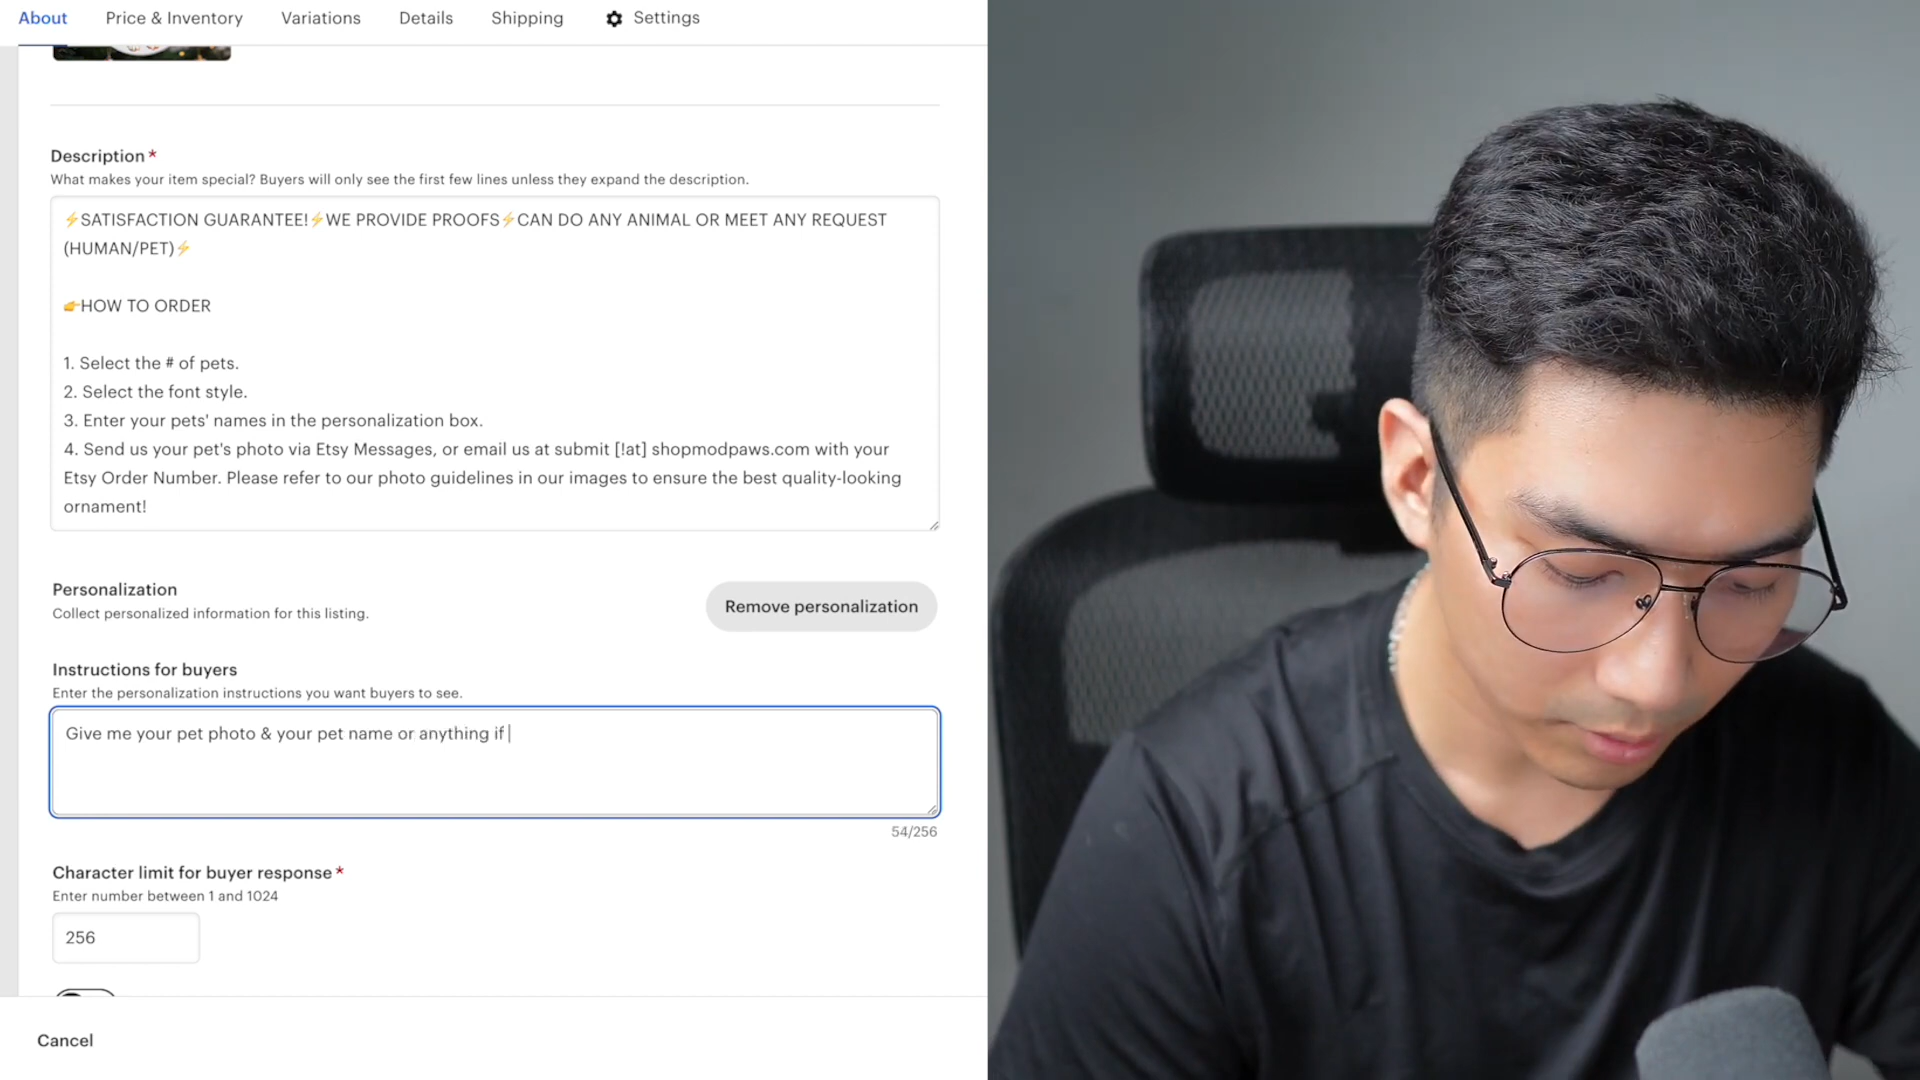 About Price & Inventory Variations Details Shipping Settings
Description *
What makes your item special? Buyers will only see the first few lines unless they expand the description.
⚡SATISFACTION GUARANTEE!⚡WE PROVIDE PROOFS⚡CAN DO ANY ANIMAL OR MEET ANY REQUEST
(HUMAN/PET)⚡
👉HOW TO ORDER
1. Select the # of pets.
2. Select the font style.
3. Enter your pets' names in the personalization box.
4. Send us your pet's photo via Etsy Messages, or email us at submit [!at] shopmodpaws.com with your
Etsy Order Number. Please refer to our photo guidelines in our images to ensure the best quality-looking
ornament!
Personalization
Collect personalized information for this listing.
Remove personalization
Instructions for buyers
Enter the personalization instructions you want buyers to see.
Give me your pet photo & your pet name or anything if
54/256
Character limit for buyer response *
Enter number between 1 and 1024
256
Cancel